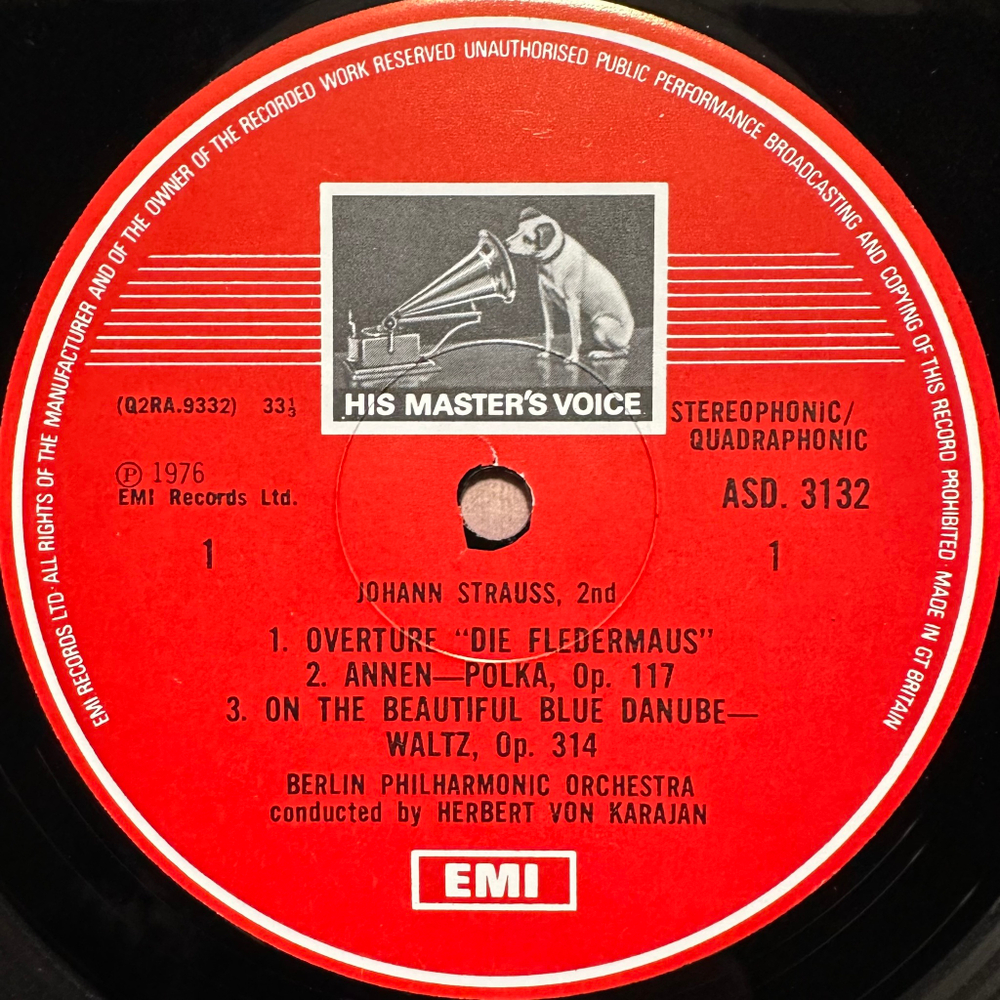 EMI RECORDS LTD · ALL RIGHTS OF THE MANUFACTURER AND OF THE OWNER OF THE RECORDED WORK RESERVED UNAUTHORISED PUBLIC PERFORMANCE BROADCASTING AND COPYING OF THIS RECORD PROHIBITED · MADE IN GT BRITAIN
HIS MASTER'S VOICE
(Q2RA.9332) 33⅓
STEREOPHONIC/
QUADRAPHONIC
℗ 1976
EMI Records Ltd.
ASD. 3132
1
1
JOHANN STRAUSS, 2nd
1. OVERTURE “DIE FLEDERMAUS”
2. ANNEN—POLKA, Op. 117
3. ON THE BEAUTIFUL BLUE DANUBE—
WALTZ, Op. 314
BERLIN PHILHARMONIC ORCHESTRA
conducted by HERBERT VON KARAJAN
EMI